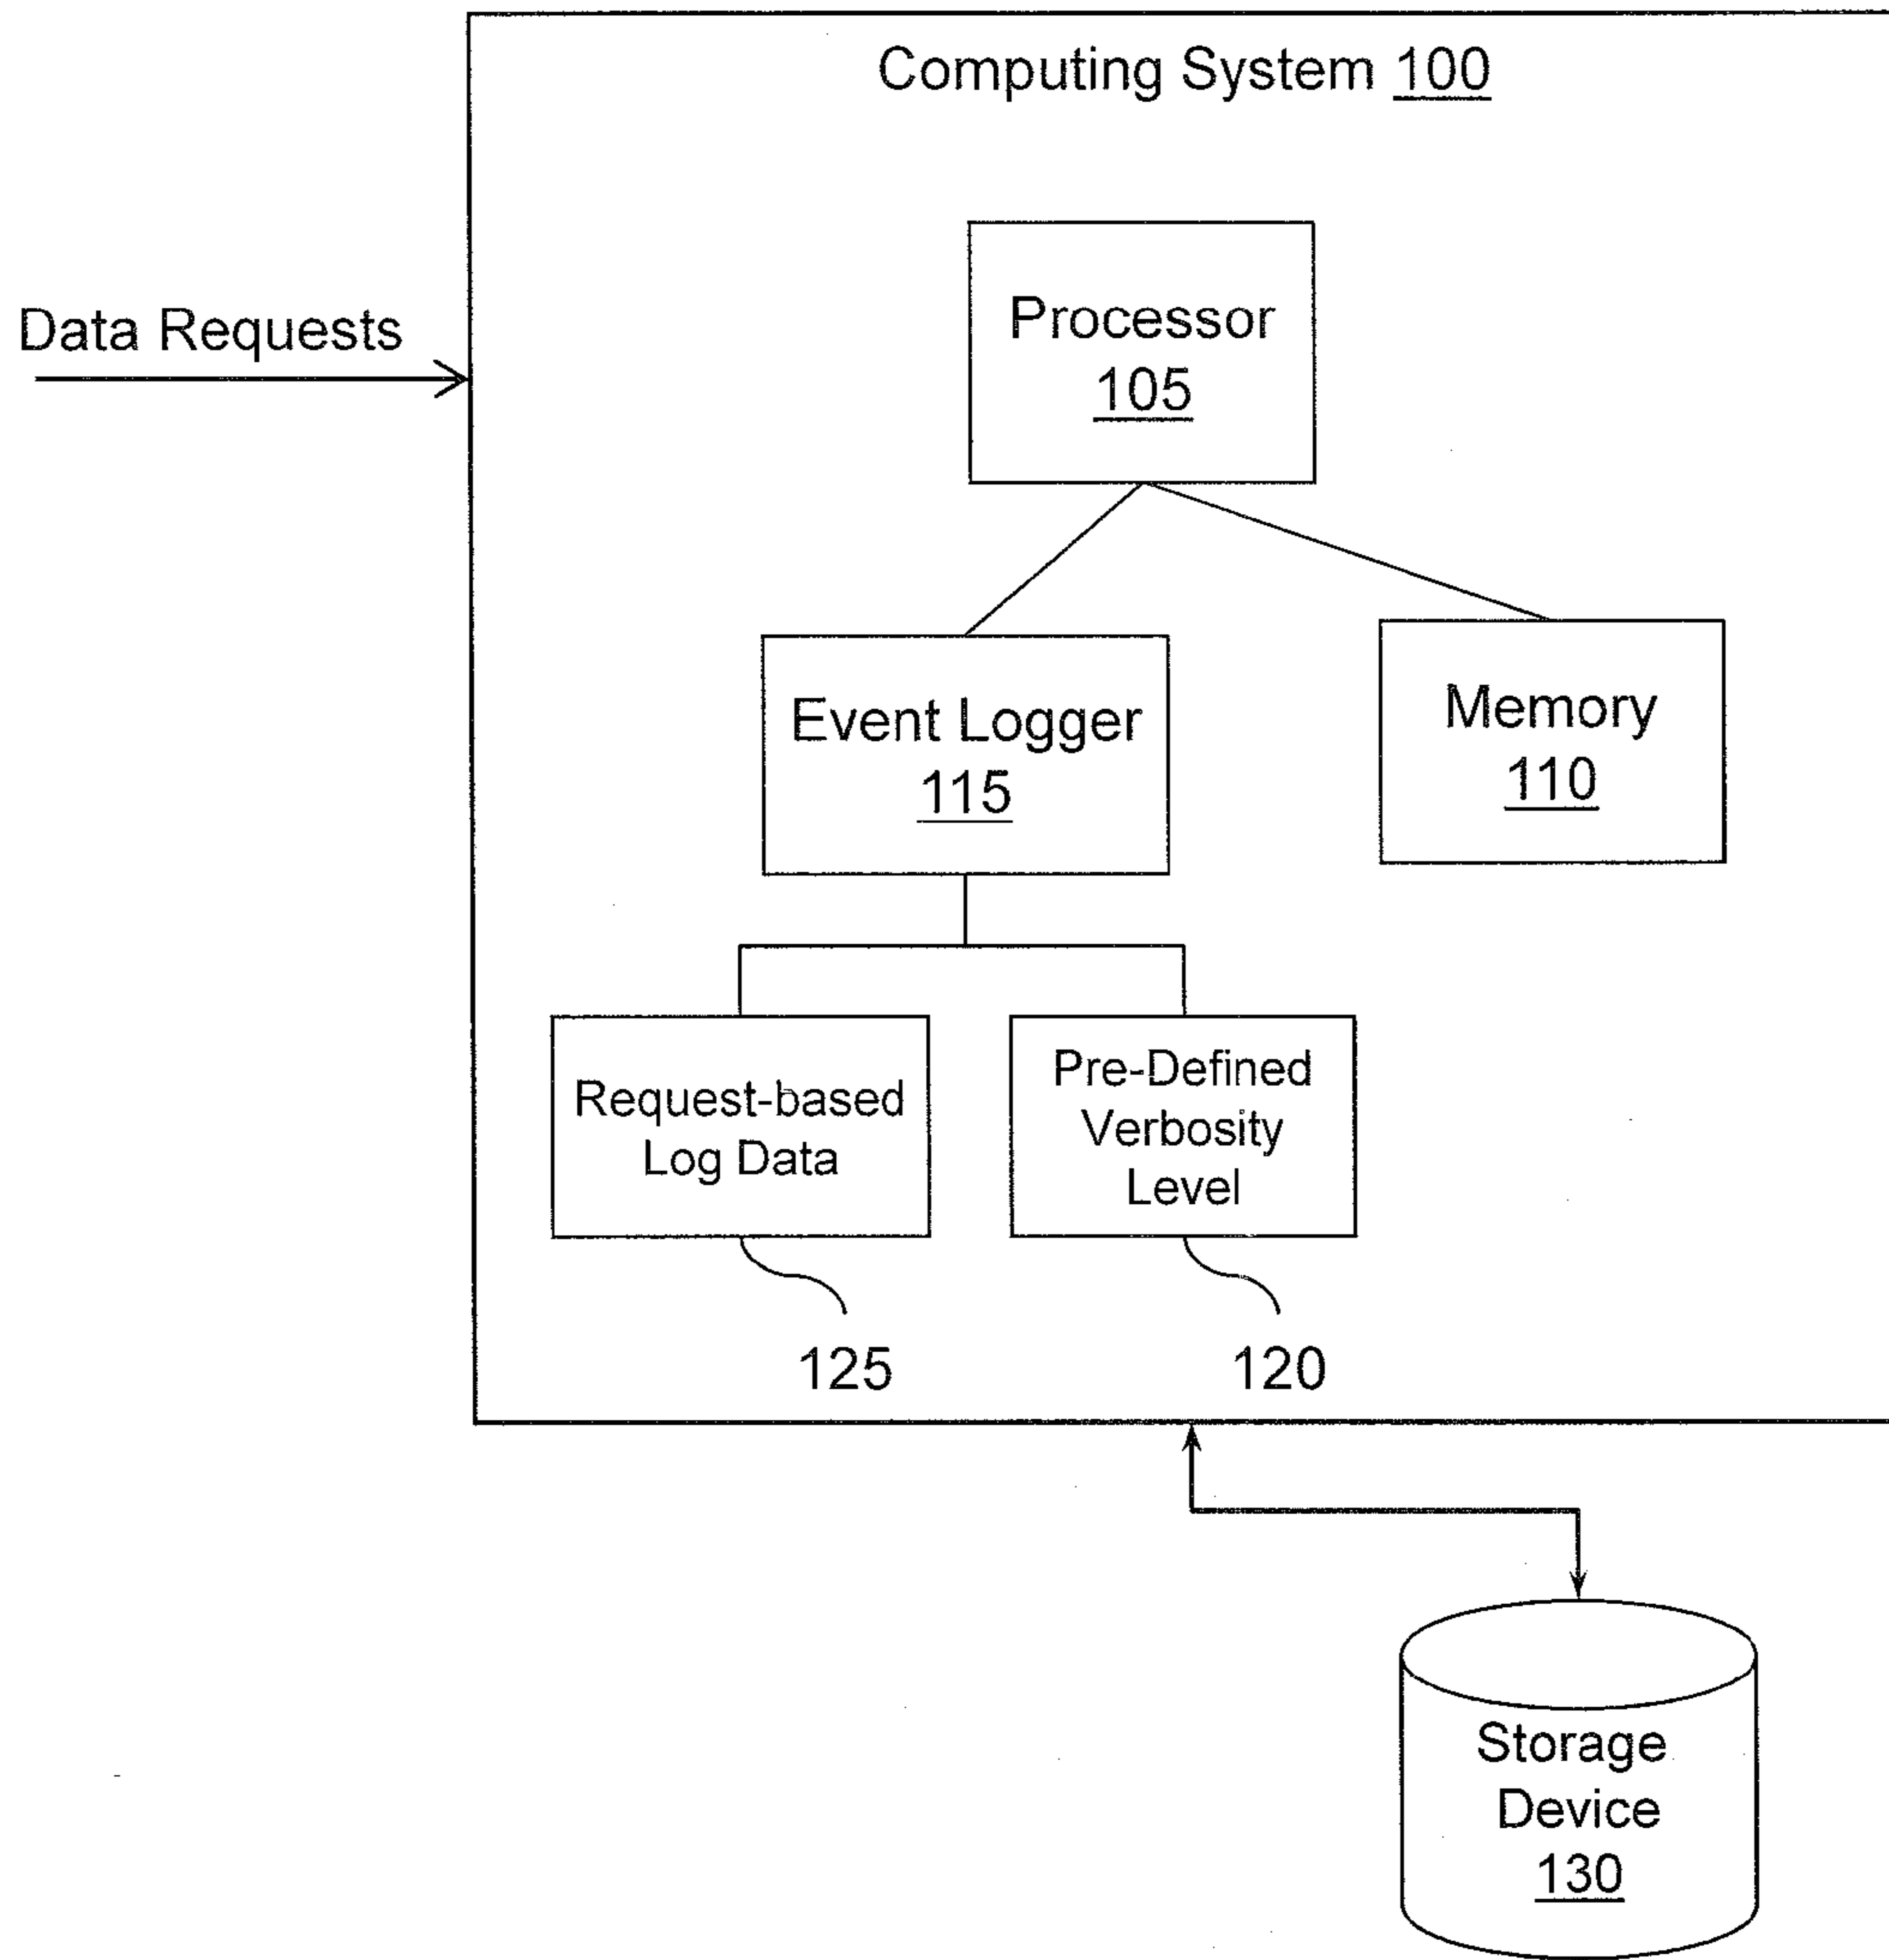 Computing System 100
Data Requests
Processor
105
Event Logger
115
Memory
110
Request-based
Log Data
Pre-Defined
Verbosity
Level
125
120
Storage
Device
130